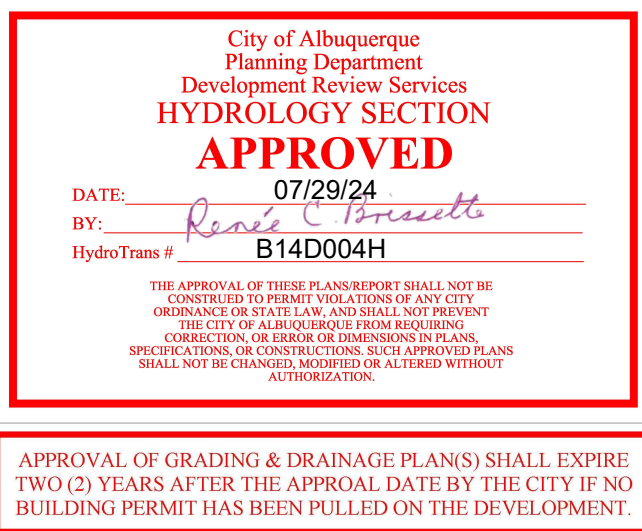 City of Albuquerque
Planning Department
Development Review Services
HYDROLOGY SECTION
APPROVED
DATE: 07/29/24
BY: Renée C. Brissette
HydroTrans # B14D004H
THE APPROVAL OF THESE PLANS/REPORT SHALL NOT BE
CONSTRUED TO PERMIT VIOLATIONS OF ANY CITY
ORDINANCE OR STATE LAW, AND SHALL NOT PREVENT
THE CITY OF ALBUQUERQUE FROM REQUIRING
CORRECTION, OR ERROR OR DIMENSIONS IN PLANS,
SPECIFICATIONS, OR CONSTRUCTIONS. SUCH APPROVED PLANS
SHALL NOT BE CHANGED, MODIFIED OR ALTERED WITHOUT
AUTHORIZATION.
APPROVAL OF GRADING & DRAINAGE PLAN(S) SHALL EXPIRE
TWO (2) YEARS AFTER THE APPROAL DATE BY THE CITY IF NO
BUILDING PERMIT HAS BEEN PULLED ON THE DEVELOPMENT.